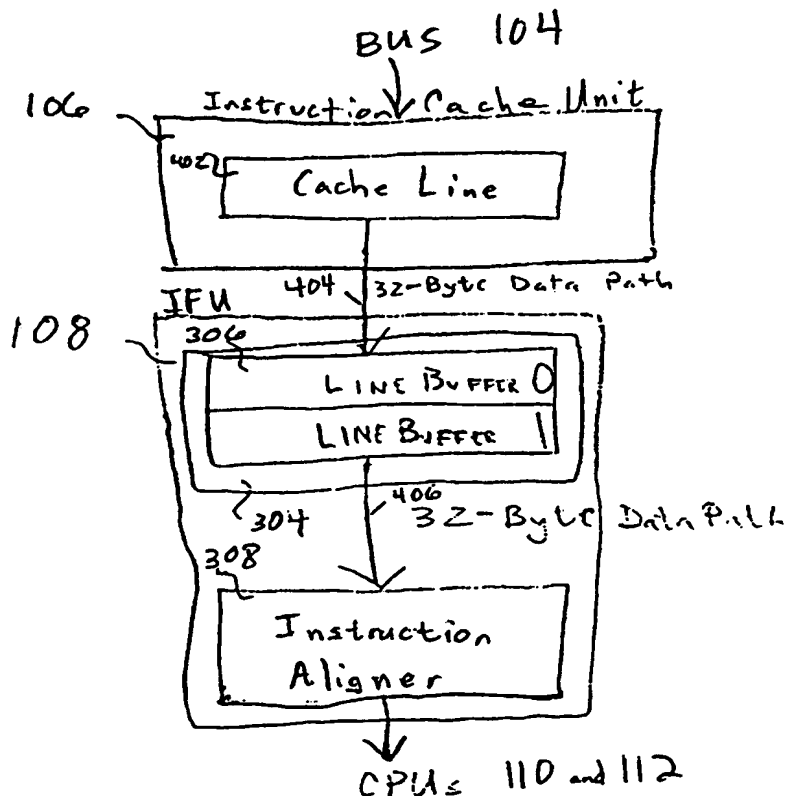 BUS 104
106
Instruction Cache Unit
402
Cache Line
404
32-Byte Data Path
IFU
108
306
LINE BUFFER 0
LINE BUFFER 1
304
406
32-Byte Data Path
308
Instruction
Aligner
CPUs 110 and 112